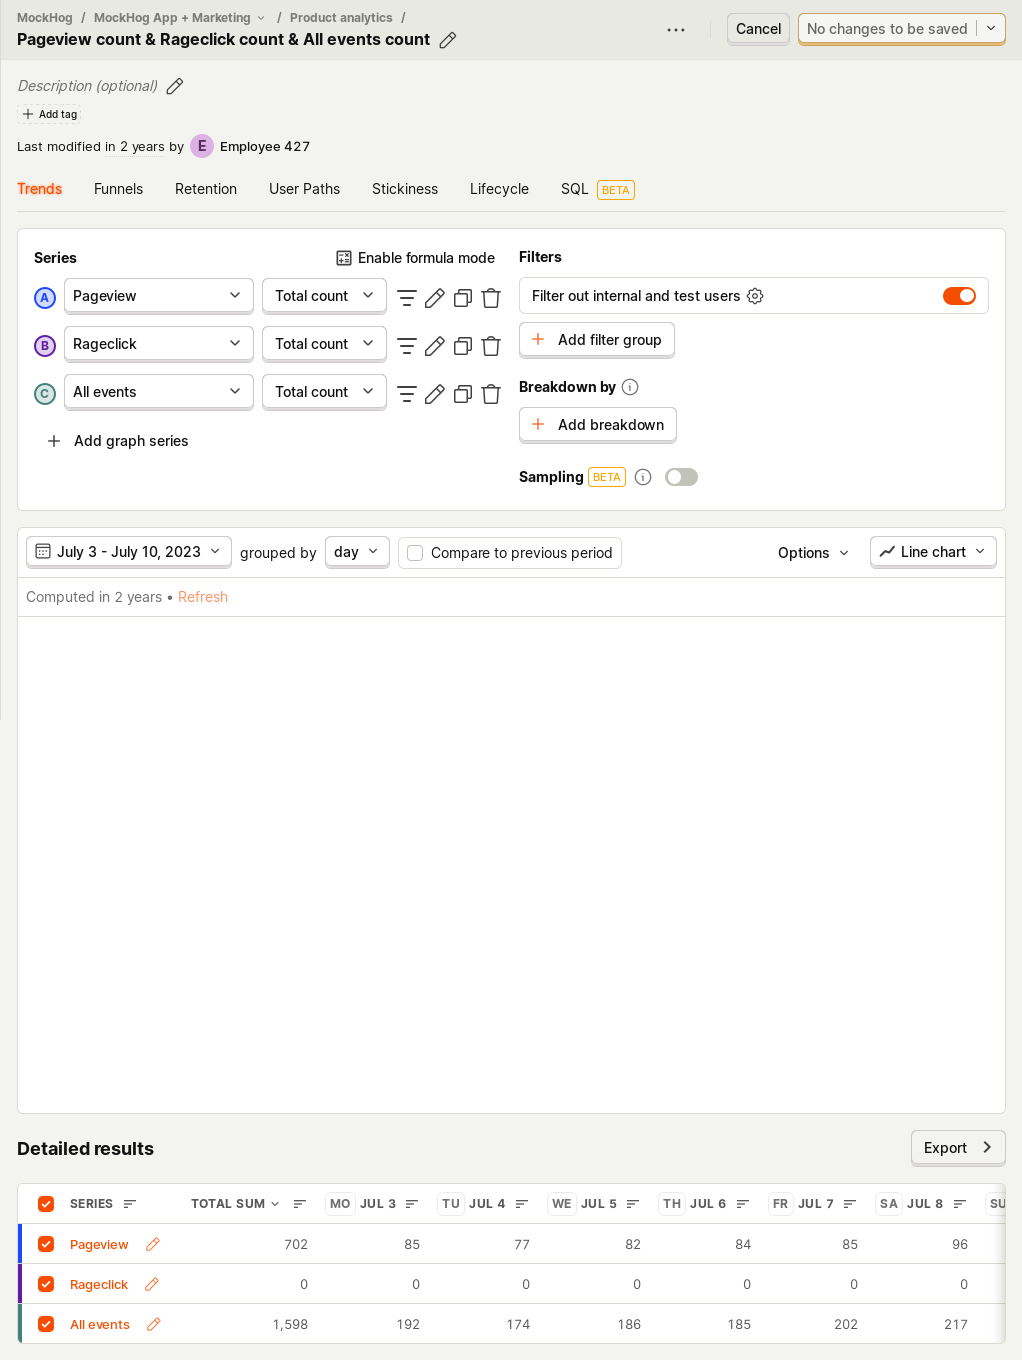 MockHog / MockHog App + Marketing / Product analytics /
Pageview count & Rageclick count & All events count
Cancel
No changes to be saved
Description (optional)
Add tag
Last modified in 2 years by E Employee 427
Trends Funnels Retention User Paths Stickiness Lifecycle SQL BETA
Series
Enable formula mode
A Pageview Total count
B Rageclick Total count
C All events Total count
Add graph series
Filters
Filter out internal and test users
Add filter group
Breakdown by
Add breakdown
Sampling BETA
July 3 - July 10, 2023 grouped by day Compare to previous period Options Line chart
Computed in 2 years • Refresh
Detailed results
Export
SERIES TOTAL SUM MO JUL 3 TU JUL 4 WE JUL 5 TH JUL 6 FR JUL 7 SA JUL 8 SU
Pageview 702 85 77 82 84 85 96
Rageclick 0 0 0 0 0 0 0
All events 1,598 192 174 186 185 202 217